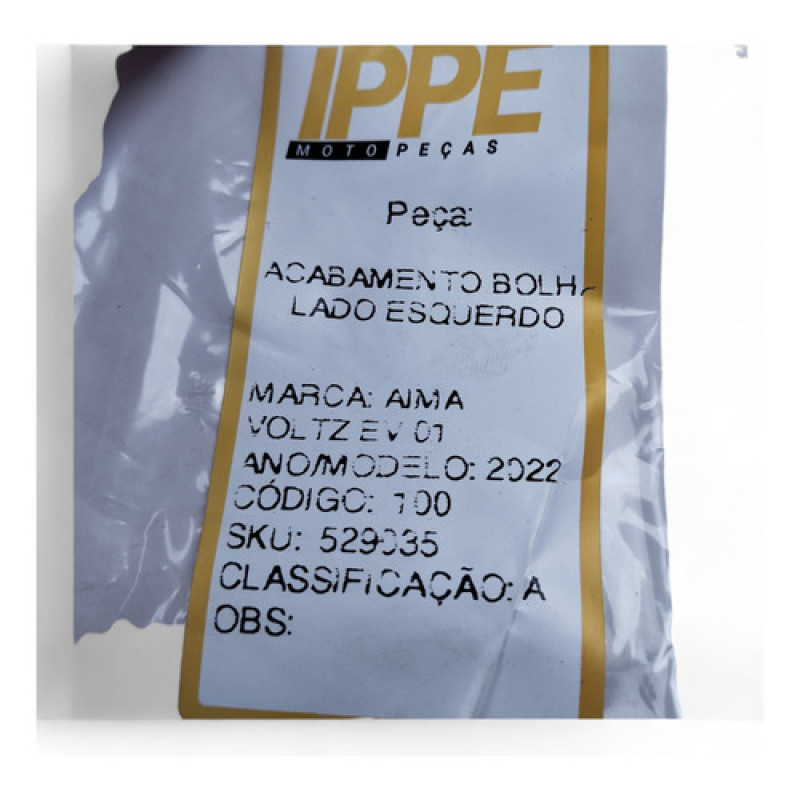 IPPE
MOTO PEÇAS
Peça:
ACABAMENTO BOLHA
LADO ESQUERDO
MARCA: AIMA
VOLTZ EV 01
ANO/MODELO: 2022
CÓDIGO: 100
SKU: 529035
CLASSIFICAÇÃO: A
OBS: